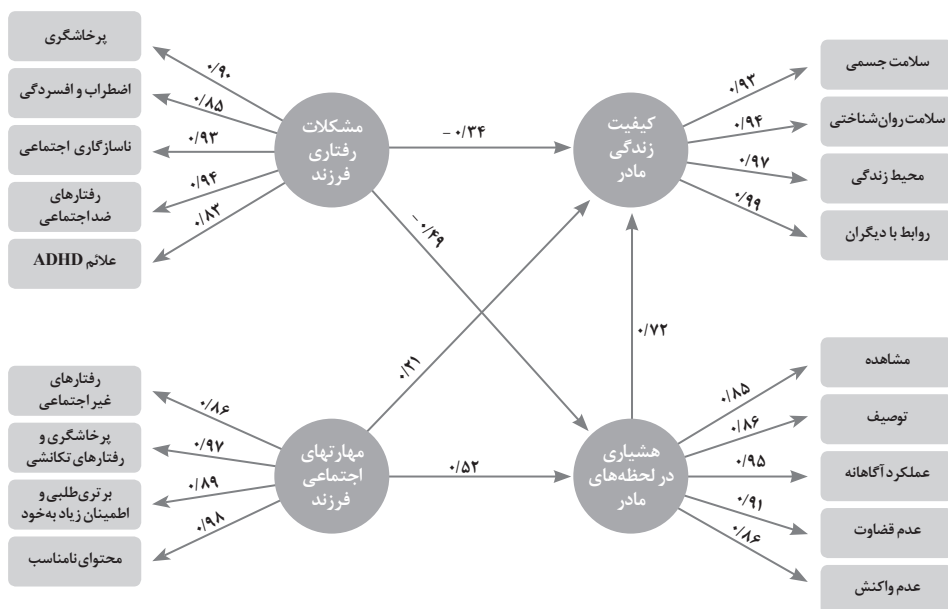 پرخاشگری
اضطراب و افسردگی
ناسازگاری اجتماعی
رفتارهای
ضد اجتماعی
علائم ADHD
۰/۹۰
۰/۸۵
۰/۹۳
۰/۹۴
۰/۸۳
مشکلات
رفتاری
فرزند
- ۰/۳۴
- ۰/۴۹
کیفیت
زندگی
مادر
۰/۹۳
۰/۹۴
۰/۹۷
۰/۹۹
سلامت جسمی
سلامت روان‌شناختی
محیط زندگی
روابط با دیگران
۰/۲۱
۰/۷۲
رفتارهای
غیر اجتماعی
پرخاشگری و
رفتارهای تکانشی
برتری‌طلبی و
اطمینان زیاد به‌خود
محتوای نامناسب
۰/۸۶
۰/۹۷
۰/۸۹
۰/۹۸
مهارتهای
اجتماعی
فرزند
۰/۵۲
هشیاری
در لحظه‌های
مادر
۰/۸۵
۰/۸۶
۰/۹۵
۰/۹۱
۰/۸۶
مشاهده
توصیف
عملکرد آگاهانه
عدم قضاوت
عدم واکنش